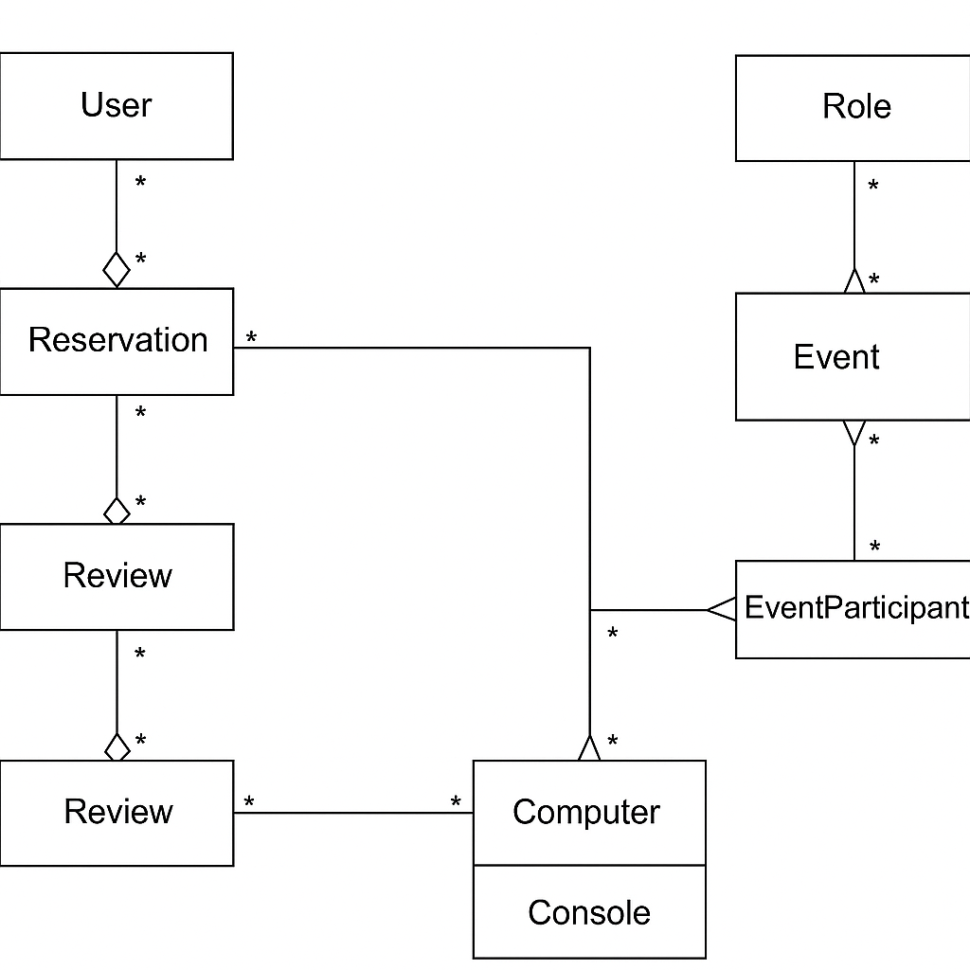 User
Role
*
*
*
*
Reservation
*
Event
*
*
*
*
Review
EventParticipant
*
*
*
*
Review
*
*
Computer
Console